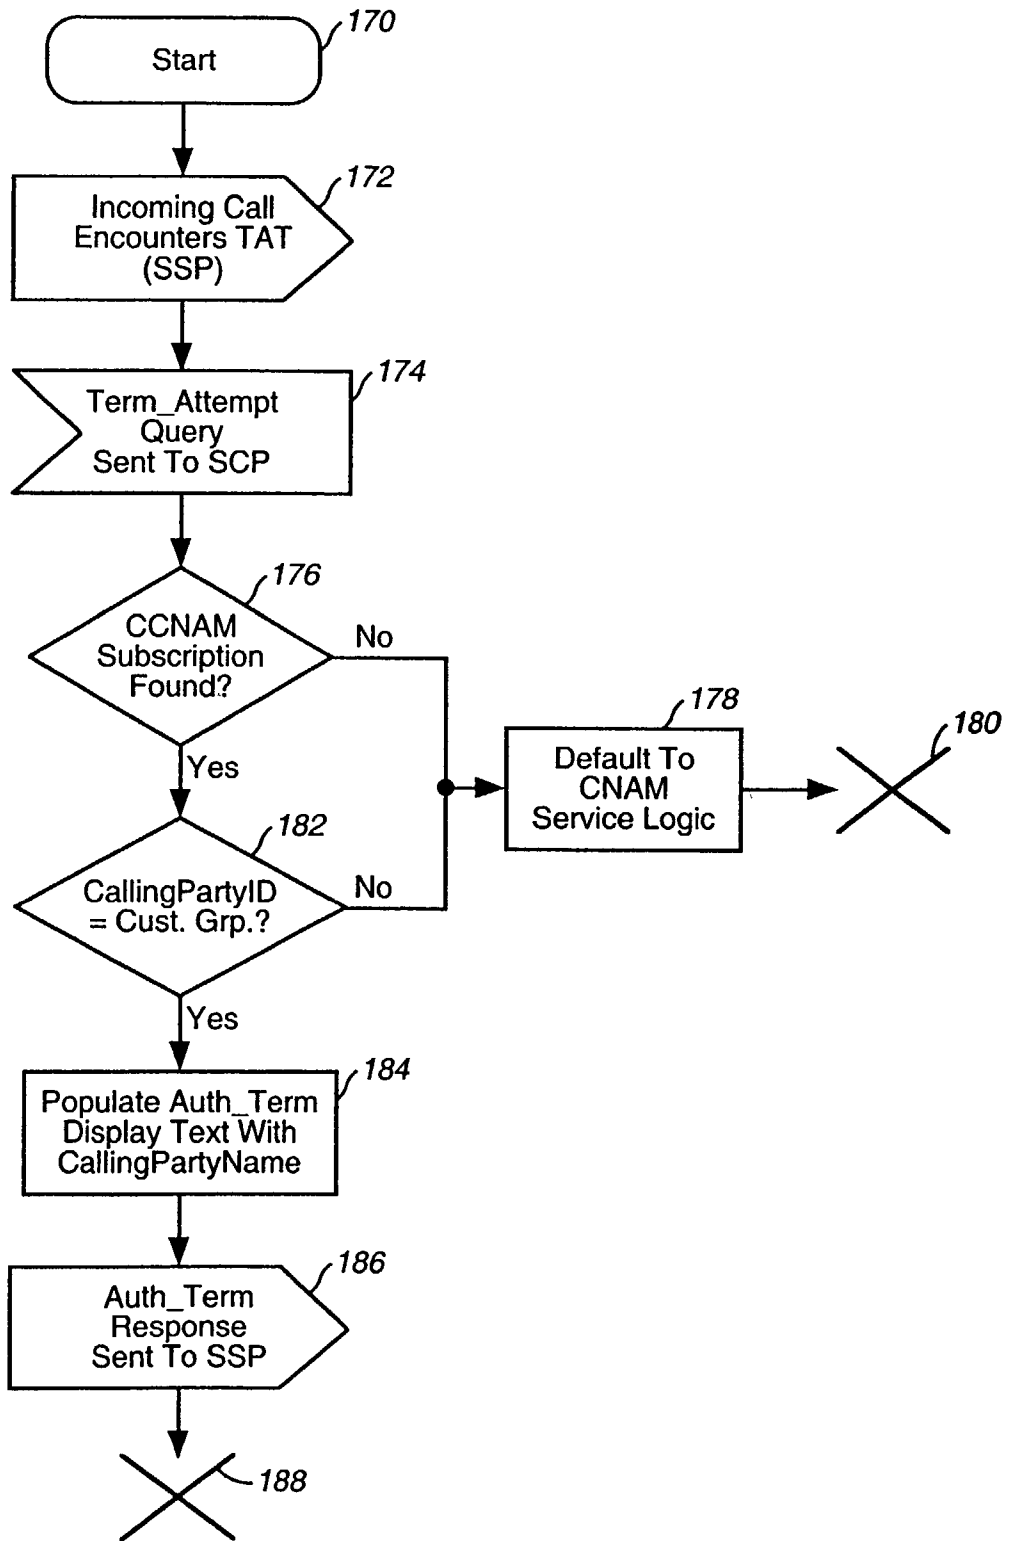 170
Start
172
Incoming Call
Encounters TAT
(SSP)
174
Term_Attempt
Query
Sent To SCP
176
CCNAM
Subscription
Found?
No
Yes
178
Default To
CNAM
Service Logic
180
182
CallingPartyID
= Cust. Grp.?
No
Yes
184
Populate Auth_Term
Display Text With
CallingPartyName
186
Auth_Term
Response
Sent To SSP
188